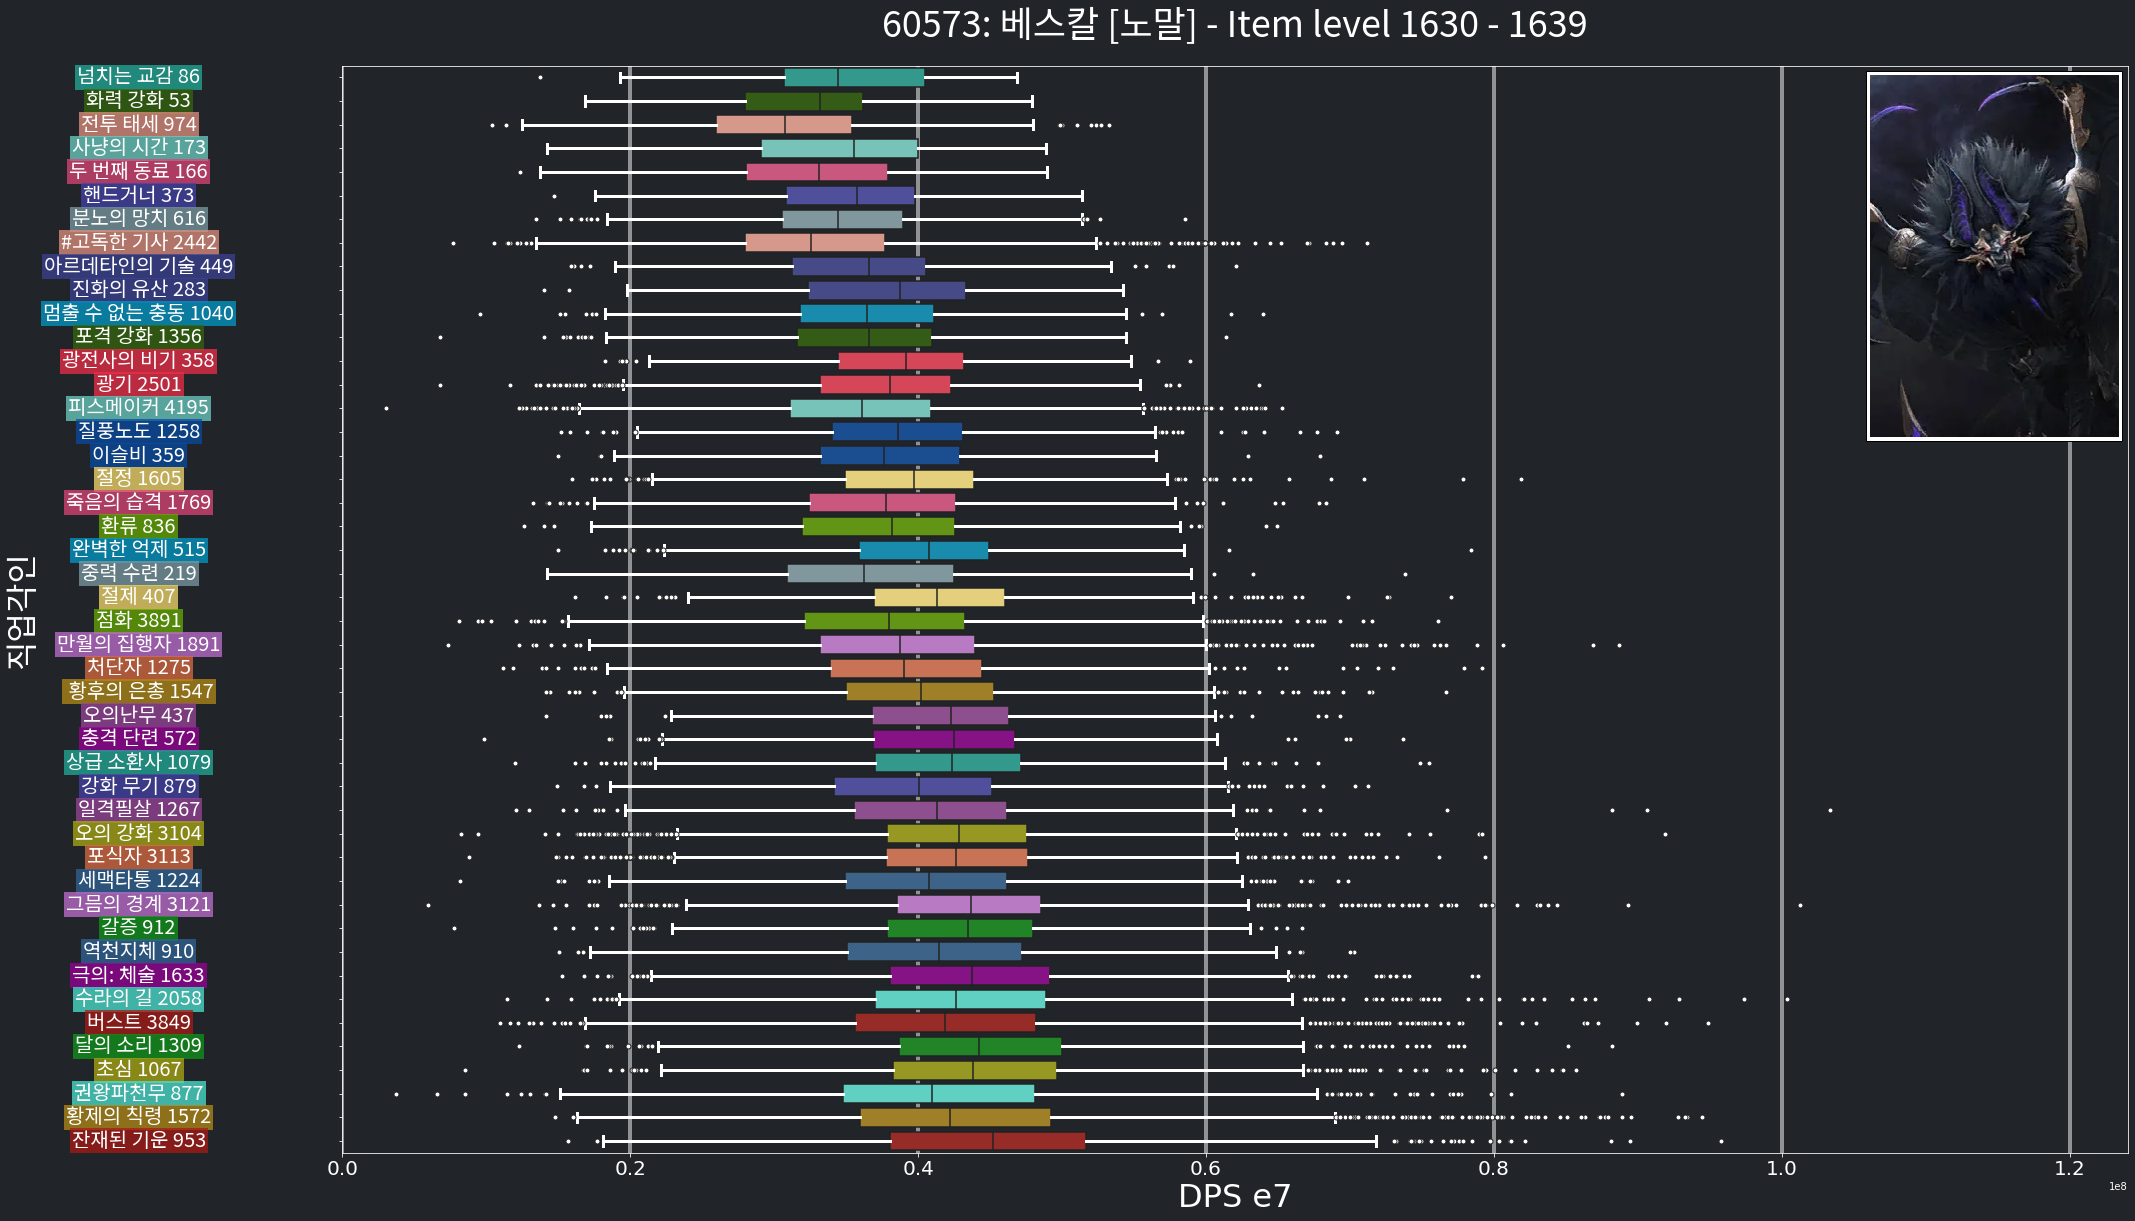 60573: 베스칼 [노말] - Item level 1630 - 1639
넘치는 교감 86
화력 강화 53
전투 태세 974
사냥의 시간 173
두 번째 동료 166
핸드거너 373
분노의 망치 616
#고독한 기사 2442
아르데타인의 기술 449
진화의 유산 283
멈출 수 없는 충동 1040
포격 강화 1356
광전사의 비기 358
광기 2501
피스메이커 4195
질풍노도 1258
이슬비 359
절정 1605
죽음의 습격 1769
환류 836
완벽한 억제 515
중력 수련 219
절제 407
점화 3891
만월의 집행자 1891
처단자 1275
황후의 은총 1547
오의난무 437
충격 단련 572
상급 소환사 1079
강화 무기 879
일격필살 1267
오의 강화 3104
포식자 3113
세맥타통 1224
그믐의 경계 3121
갈증 912
역천지체 910
극의: 체술 1633
수라의 길 2058
버스트 3849
달의 소리 1309
초심 1067
권왕파천무 877
황제의 칙령 1572
잔재된 기운 953
직업각인
0.0 0.2 0.4 0.6 0.8 1.0 1.2
DPS e7
1e8